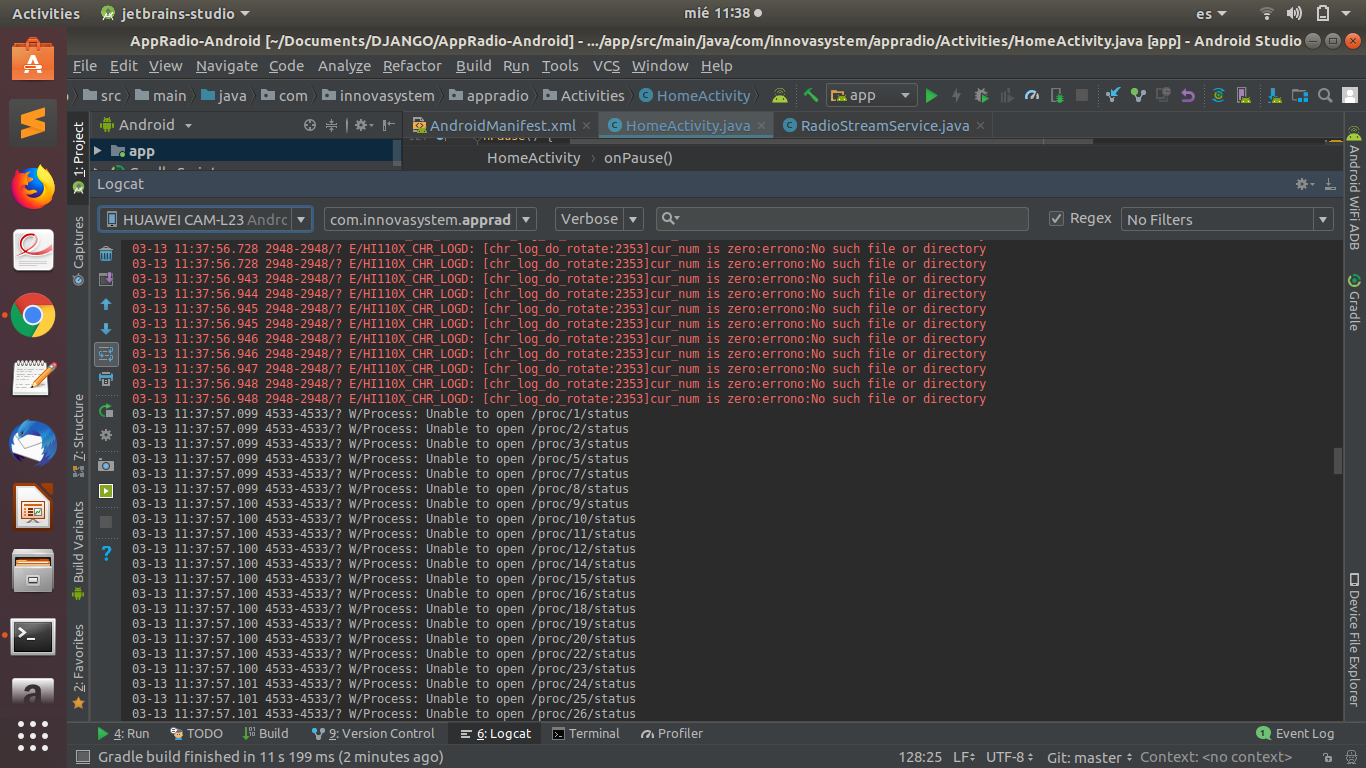 Activities
jetbrains-studio
mié 11:38
es
AppRadio-Android [~/Documents/DJANGO/AppRadio-Android] - .../app/src/main/java/com/innovasystem/appradio/Activities/HomeActivity.java [app] - Android Studio
File Edit View Navigate Code Analyze Refactor Build Run Tools VCS Window Help
src main java com innovasystem appradio Activities HomeActivity app
1: Project
Android
AndroidManifest.xml
HomeActivity.java
RadioStreamService.java
app
HomeActivity › onPause()
Logcat
HUAWEI CAM-L23 Andrc
com.innovasystem.apprad
Verbose
Regex
No Filters
03-13 11:37:56.728 2948-2948/? E/HI110X_CHR_LOGD: [chr_log_do_rotate:2353]cur_num is zero:errono:No such file or directory
03-13 11:37:56.728 2948-2948/? E/HI110X_CHR_LOGD: [chr_log_do_rotate:2353]cur_num is zero:errono:No such file or directory
03-13 11:37:56.943 2948-2948/? E/HI110X_CHR_LOGD: [chr_log_do_rotate:2353]cur_num is zero:errono:No such file or directory
03-13 11:37:56.944 2948-2948/? E/HI110X_CHR_LOGD: [chr_log_do_rotate:2353]cur_num is zero:errono:No such file or directory
03-13 11:37:56.945 2948-2948/? E/HI110X_CHR_LOGD: [chr_log_do_rotate:2353]cur_num is zero:errono:No such file or directory
03-13 11:37:56.945 2948-2948/? E/HI110X_CHR_LOGD: [chr_log_do_rotate:2353]cur_num is zero:errono:No such file or directory
03-13 11:37:56.946 2948-2948/? E/HI110X_CHR_LOGD: [chr_log_do_rotate:2353]cur_num is zero:errono:No such file or directory
03-13 11:37:56.946 2948-2948/? E/HI110X_CHR_LOGD: [chr_log_do_rotate:2353]cur_num is zero:errono:No such file or directory
03-13 11:37:56.947 2948-2948/? E/HI110X_CHR_LOGD: [chr_log_do_rotate:2353]cur_num is zero:errono:No such file or directory
03-13 11:37:56.948 2948-2948/? E/HI110X_CHR_LOGD: [chr_log_do_rotate:2353]cur_num is zero:errono:No such file or directory
03-13 11:37:56.948 2948-2948/? E/HI110X_CHR_LOGD: [chr_log_do_rotate:2353]cur_num is zero:errono:No such file or directory
03-13 11:37:57.099 4533-4533/? W/Process: Unable to open /proc/1/status
03-13 11:37:57.099 4533-4533/? W/Process: Unable to open /proc/2/status
03-13 11:37:57.099 4533-4533/? W/Process: Unable to open /proc/3/status
03-13 11:37:57.099 4533-4533/? W/Process: Unable to open /proc/5/status
03-13 11:37:57.099 4533-4533/? W/Process: Unable to open /proc/7/status
03-13 11:37:57.099 4533-4533/? W/Process: Unable to open /proc/8/status
03-13 11:37:57.100 4533-4533/? W/Process: Unable to open /proc/9/status
03-13 11:37:57.100 4533-4533/? W/Process: Unable to open /proc/10/status
03-13 11:37:57.100 4533-4533/? W/Process: Unable to open /proc/11/status
03-13 11:37:57.100 4533-4533/? W/Process: Unable to open /proc/12/status
03-13 11:37:57.100 4533-4533/? W/Process: Unable to open /proc/14/status
03-13 11:37:57.100 4533-4533/? W/Process: Unable to open /proc/15/status
03-13 11:37:57.100 4533-4533/? W/Process: Unable to open /proc/16/status
03-13 11:37:57.100 4533-4533/? W/Process: Unable to open /proc/18/status
03-13 11:37:57.100 4533-4533/? W/Process: Unable to open /proc/19/status
03-13 11:37:57.100 4533-4533/? W/Process: Unable to open /proc/20/status
03-13 11:37:57.100 4533-4533/? W/Process: Unable to open /proc/22/status
03-13 11:37:57.100 4533-4533/? W/Process: Unable to open /proc/23/status
03-13 11:37:57.101 4533-4533/? W/Process: Unable to open /proc/24/status
03-13 11:37:57.101 4533-4533/? W/Process: Unable to open /proc/25/status
03-13 11:37:57.101 4533-4533/? W/Process: Unable to open /proc/26/status
Captures
7: Structure
Build Variants
2: Favorites
Android WiFi ADB
Gradle
Device File Explorer
4: Run TODO Build 9: Version Control 6: Logcat Terminal Profiler 1 Event Log
Gradle build finished in 11 s 199 ms (2 minutes ago)
128:25 LF UTF-8 Git: master Context: <no context>